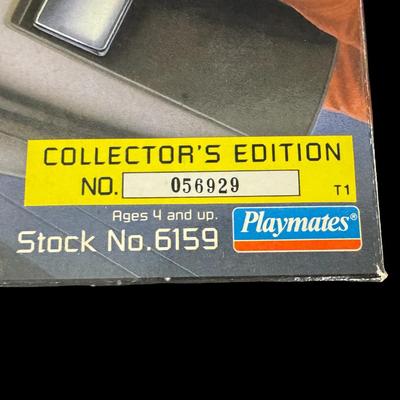 COLLECTOR'S EDITION
NO. 056929 T1
Ages 4 and up.
Stock No.6159 Playmates®